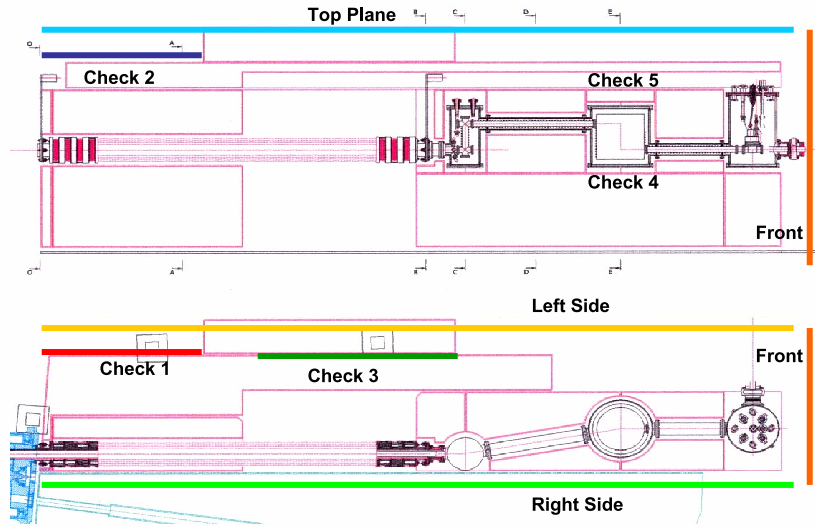 Top Plane
B C D E
O A
Check 2
Check 5
Check 4
Front
O A B C D E
Left Side
Front
Check 1
Check 3
Right Side